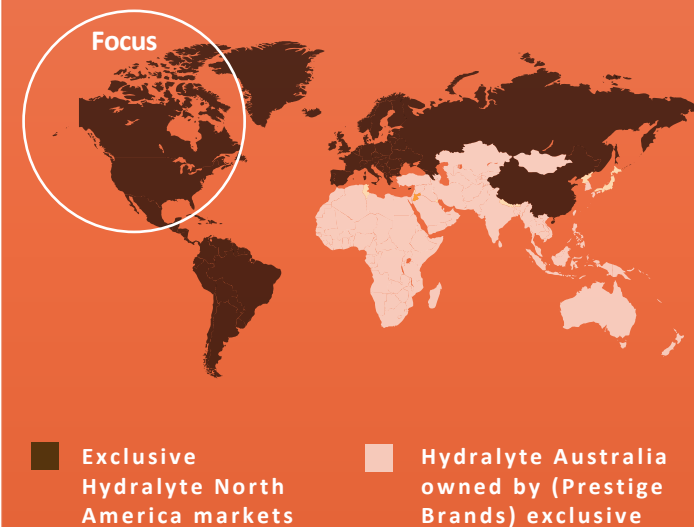 Focus
Exclusive
Hydralyte North
America markets
Hydralyte Australia
owned by (Prestige
Brands) exclusive